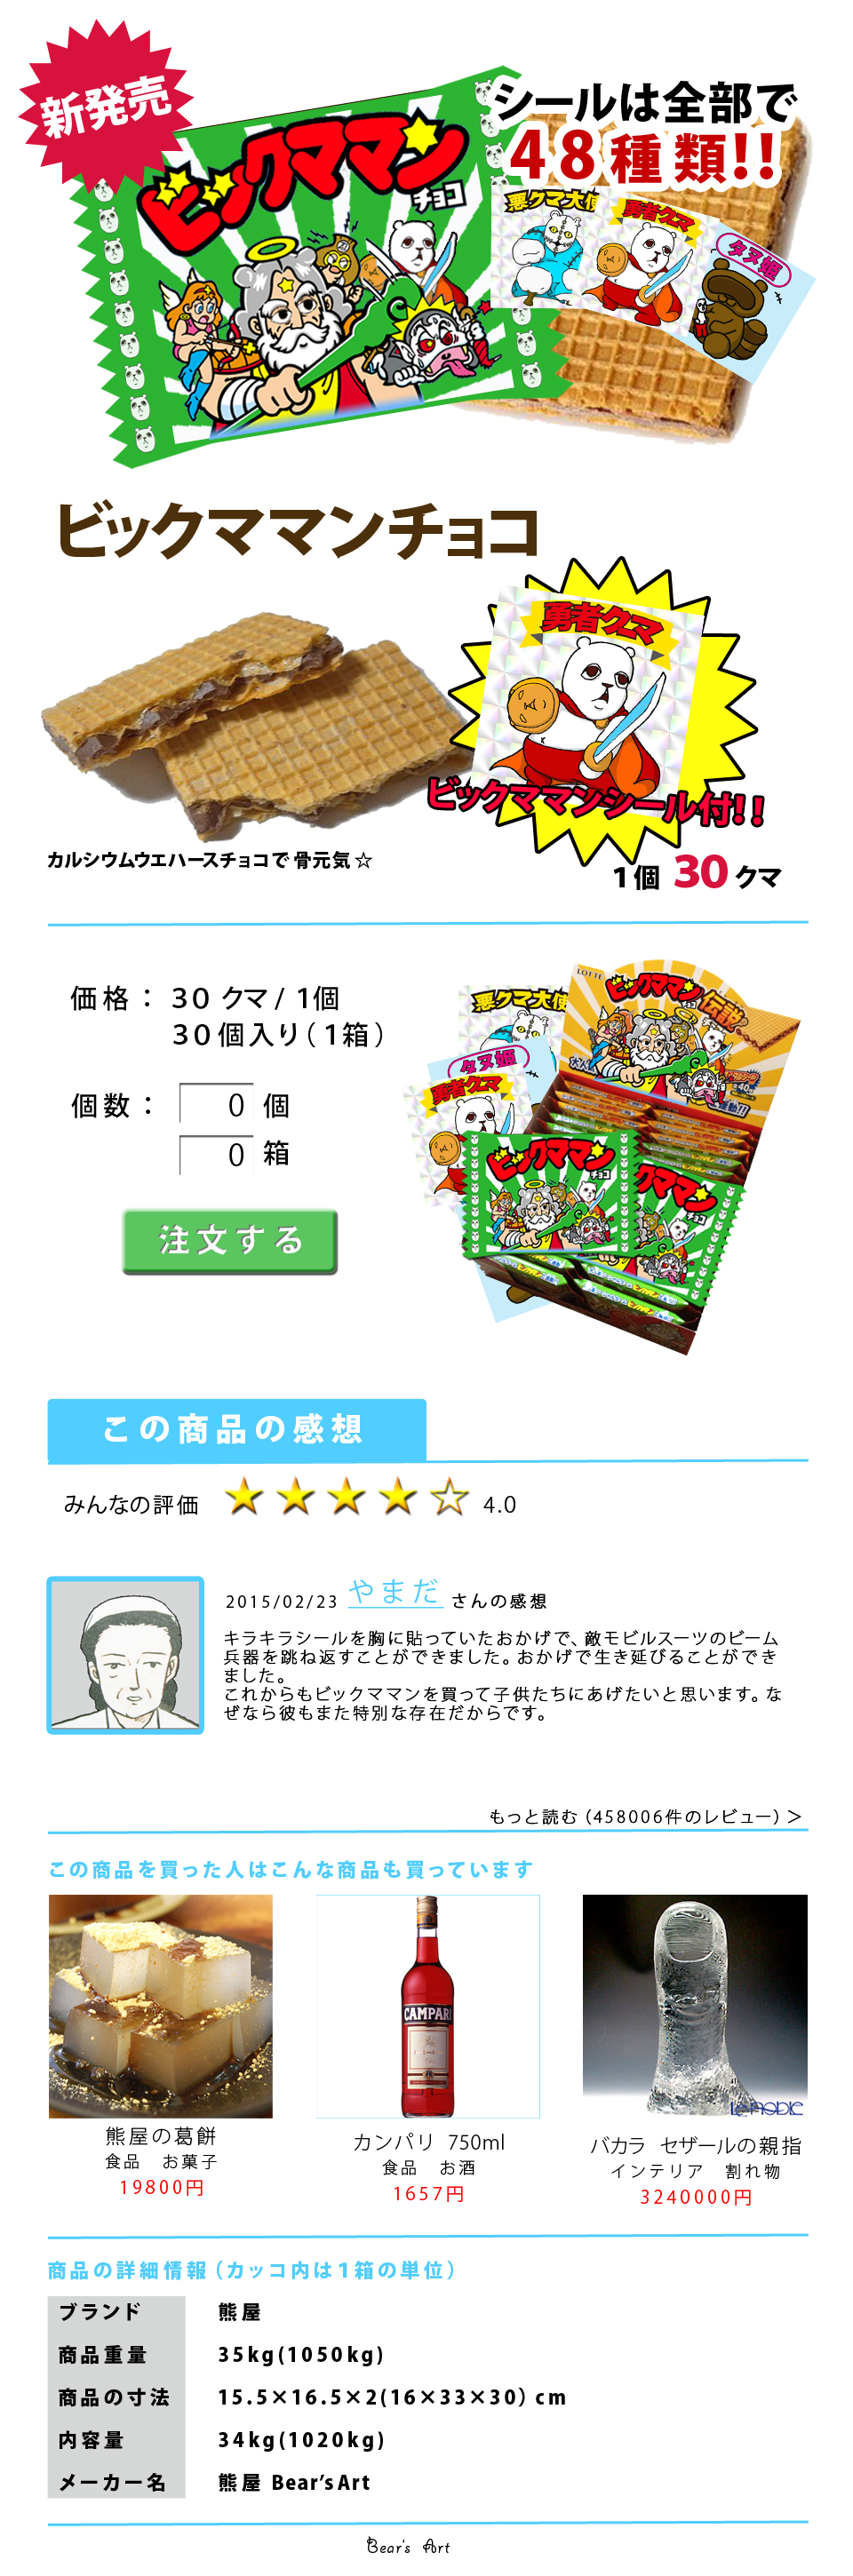 新発売
シールは全部で
48種類!!
ビックママン
チョコ
悪クマ大使
勇者クマ
タヌ姫
ビックママンチョコ
勇者クマ
ビックママンシール付!!
カルシウムウエハースチョコで骨元気☆
1個 30クマ
価格： 30クマ/1個
30個入り（1箱）
個数： 0 個
0 箱
注文する
LOTTE
ビックママン
伝説
悪クマ大使
タヌ姫
勇者クマ
ビックママン
チョコ
ビックママン
チョコ
この商品の感想
みんなの評価 ★★★★☆ 4.0
2015/02/23 やまださんの感想
キラキラシールを胸に貼っていたおかげで、敵モビルスーツのビーム
兵器を跳ね返すことができました。おかげで生き延びることができ
ました。
これからもビックママンを買って子供たちにあげたいと思います。な
ぜなら彼もまた特別な存在だからです。
もっと読む（458006件のレビュー）＞
この商品を買った人はこんな商品も買っています
CAMPARI
LE NOBLE
熊屋の葛餅
食品　お菓子
19800円
カンパリ 750ml
食品　お酒
1657円
バカラ セザールの親指
インテリア　割れ物
3240000円
商品の詳細情報（カッコ内は1箱の単位）
ブランド 熊屋
商品重量 35kg(1050kg)
商品の寸法 15.5×16.5×2(16×33×30) cm
内容量 34kg(1020kg)
メーカー名 熊屋 Bear's Art
Bear's Art